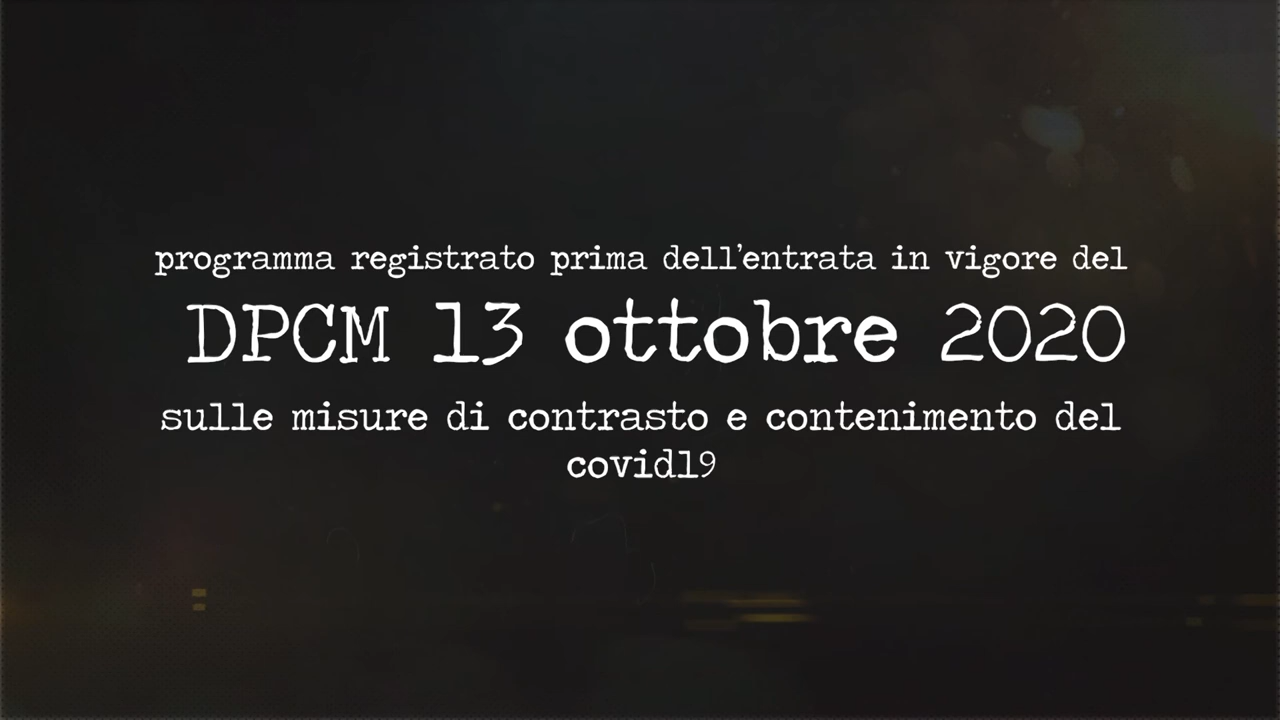 programma registrato prima dell'entrata in vigore del
DPCM 13 ottobre 2020
sulle misure di contrasto e contenimento del
covid19